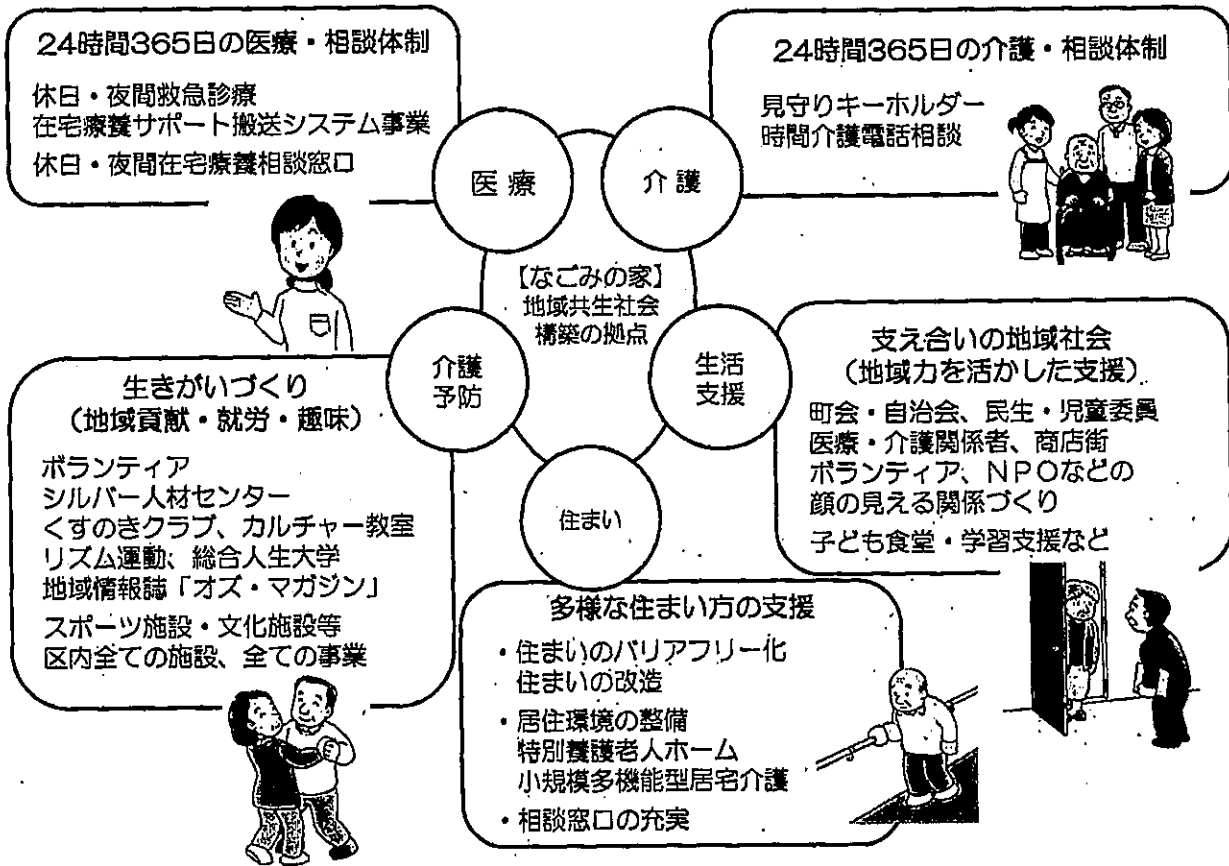 24時間365日の医療・相談体制
休日・夜間救急診療
在宅療養サポート搬送システム事業
休日・夜間在宅療養相談窓口
24時間365日の介護・相談体制
見守りキーホルダー
時間介護電話相談
医療
介護
【なごみの家】
地域共生社会
構築の拠点
介護
予防
生活
支援
住まい
生きがいづくり
(地域貢献・就労・趣味)
ボランティア
シルバー人材センター
くすのきクラブ、カルチャー教室
リズム運動、総合人生大学
地域情報誌「オズ・マガジン」
スポーツ施設・文化施設等
区内全ての施設、全ての事業
支え合いの地域社会
(地域力を活かした支援)
町会・自治会、民生・児童委員
医療・介護関係者、商店街
ボランティア、NPOなどの
顔の見える関係づくり
子ども食堂・学習支援など
多様な住まい方の支援
・住まいのバリアフリー化
住まいの改造
・居住環境の整備
特別養護老人ホーム
小規模多機能型居宅介護
・相談窓口の充実